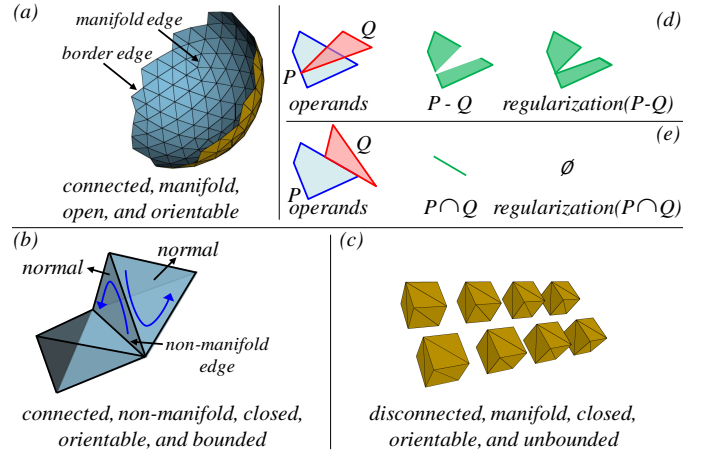 (a)
manifold edge
border edge
connected, manifold,
open, and orientable
(d)
Q
P
operands
P - Q
regularization(P-Q)
(e)
Q
P
operands
P∩Q
∅
regularization(P∩Q)
(b)
normal
normal
non-manifold
edge
connected, non-manifold, closed,
orientable, and bounded
(c)
disconnected, manifold, closed,
orientable, and unbounded